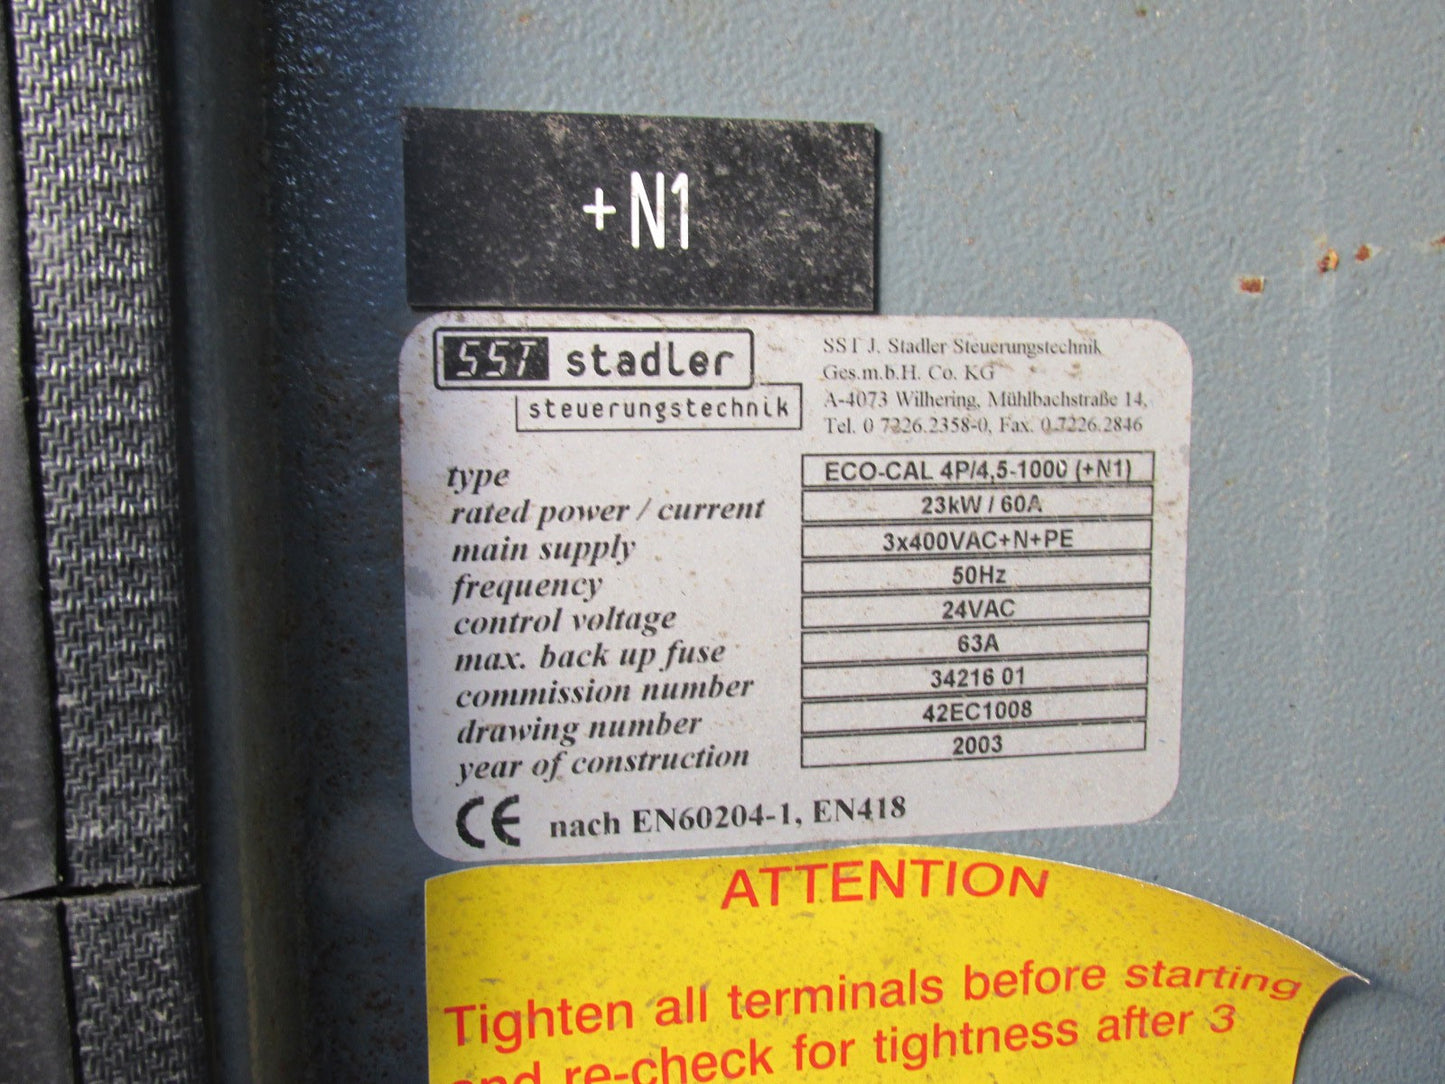 +N1
SST stadler
steuerungstechnik
SST J. Stadler Steuerungstechnik
Ges.m.b.H. Co. KG
A-4073 Wilhering, Mühlbachstraße 14,
Tel. 0 7226.2358-0, Fax. 0.7226.2846
type ECO-CAL 4P/4,5-1000 (+N1)
rated power / current 23kW / 60A
main supply 3x400VAC+N+PE
frequency 50Hz
control voltage 24VAC
max. back up fuse 63A
commission number 34216 01
drawing number 42EC1008
year of construction 2003
CE nach EN60204-1, EN418
ATTENTION
Tighten all terminals before starting
and re-check for tightness after 3